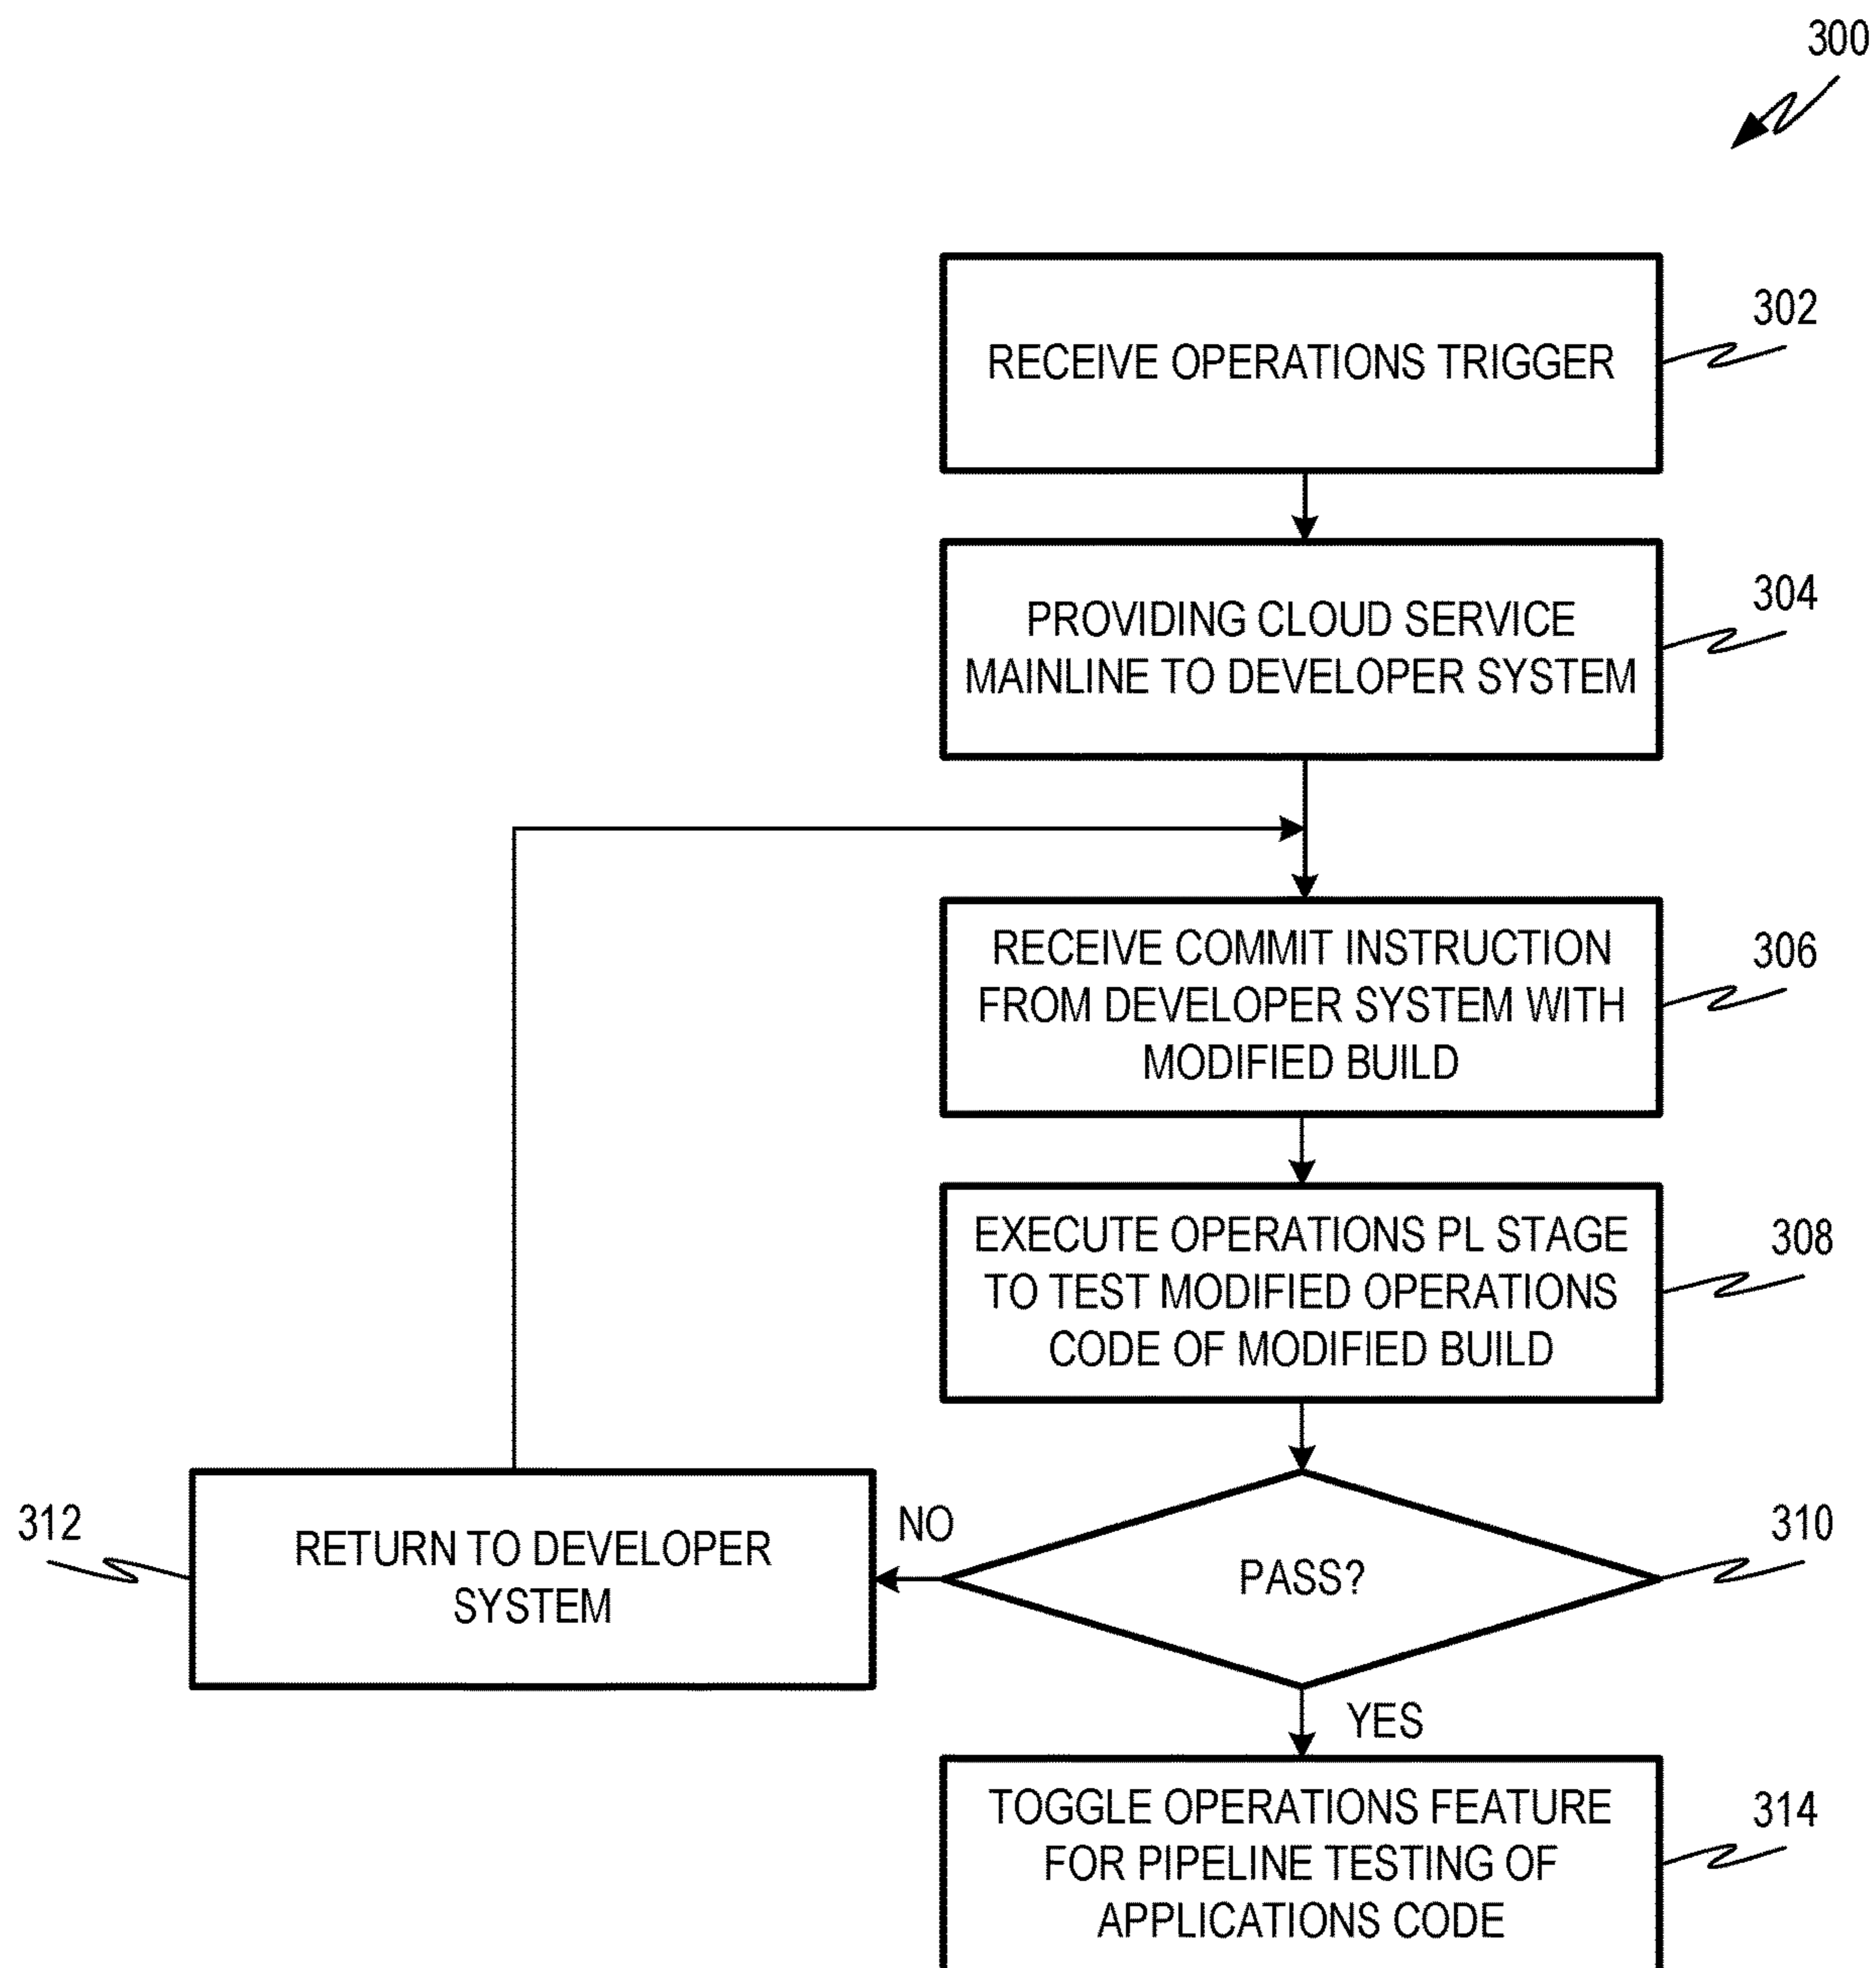 300
RECEIVE OPERATIONS TRIGGER
302
PROVIDING CLOUD SERVICE
MAINLINE TO DEVELOPER SYSTEM
304
RECEIVE COMMIT INSTRUCTION
FROM DEVELOPER SYSTEM WITH
MODIFIED BUILD
306
EXECUTE OPERATIONS PL STAGE
TO TEST MODIFIED OPERATIONS
CODE OF MODIFIED BUILD
308
312
RETURN TO DEVELOPER
SYSTEM
NO
PASS?
310
YES
TOGGLE OPERATIONS FEATURE
FOR PIPELINE TESTING OF
APPLICATIONS CODE
314